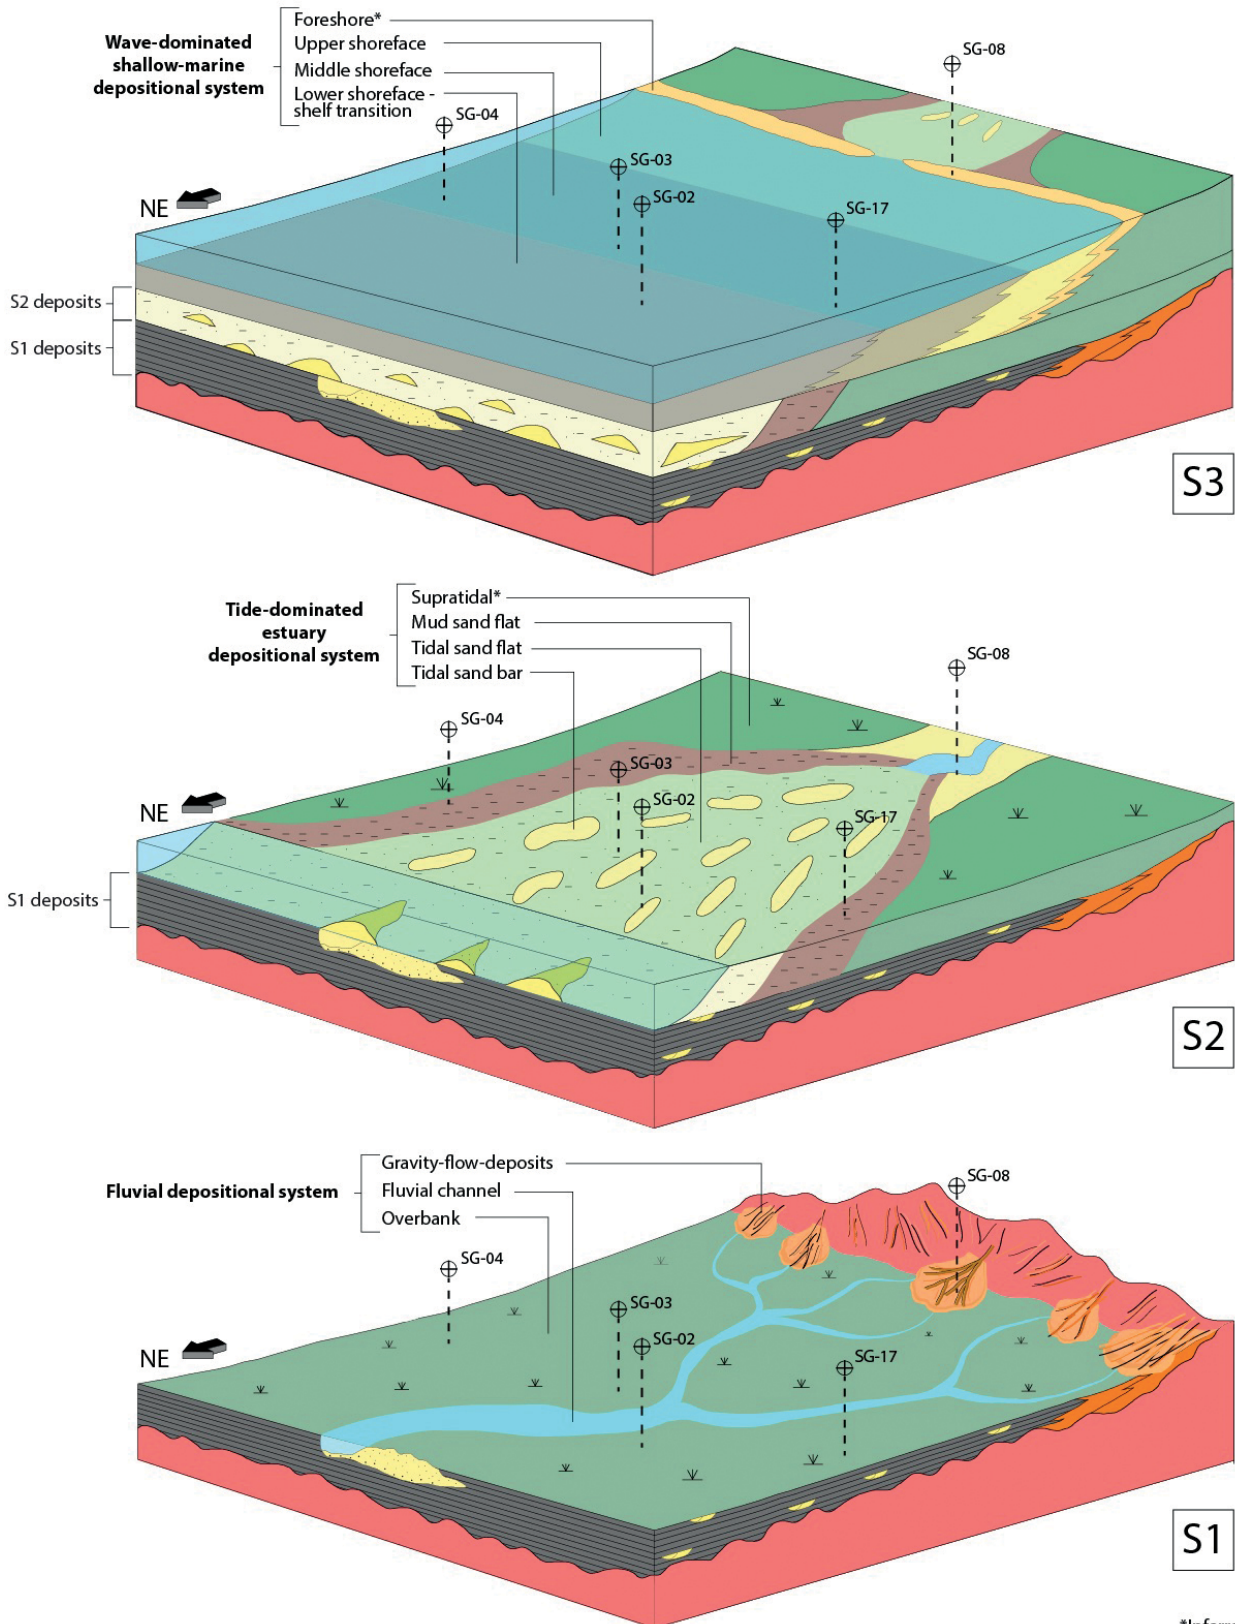 Wave-dominated
shallow-marine
depositional system
Foreshore*
Upper shoreface
Middle shoreface
Lower shoreface -
shelf transition
SG-04
SG-03
SG-02
SG-17
SG-08
NE
S2 deposits
S1 deposits
S3
Tide-dominated
estuary
depositional system
Supratidal*
Mud sand flat
Tidal sand flat
Tidal sand bar
SG-04
SG-03
SG-02
SG-17
SG-08
NE
S1 deposits
S2
Fluvial depositional system
Gravity-flow-deposits
Fluvial channel
Overbank
SG-04
SG-03
SG-02
SG-17
SG-08
NE
S1